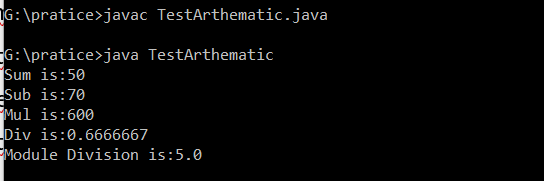 G:\pratice>javac TestArthematic.java
G:\pratice>java TestArthematic
Sum is:50
Sub is:70
Mul is:600
Div is:0.6666667
Module Division is:5.0